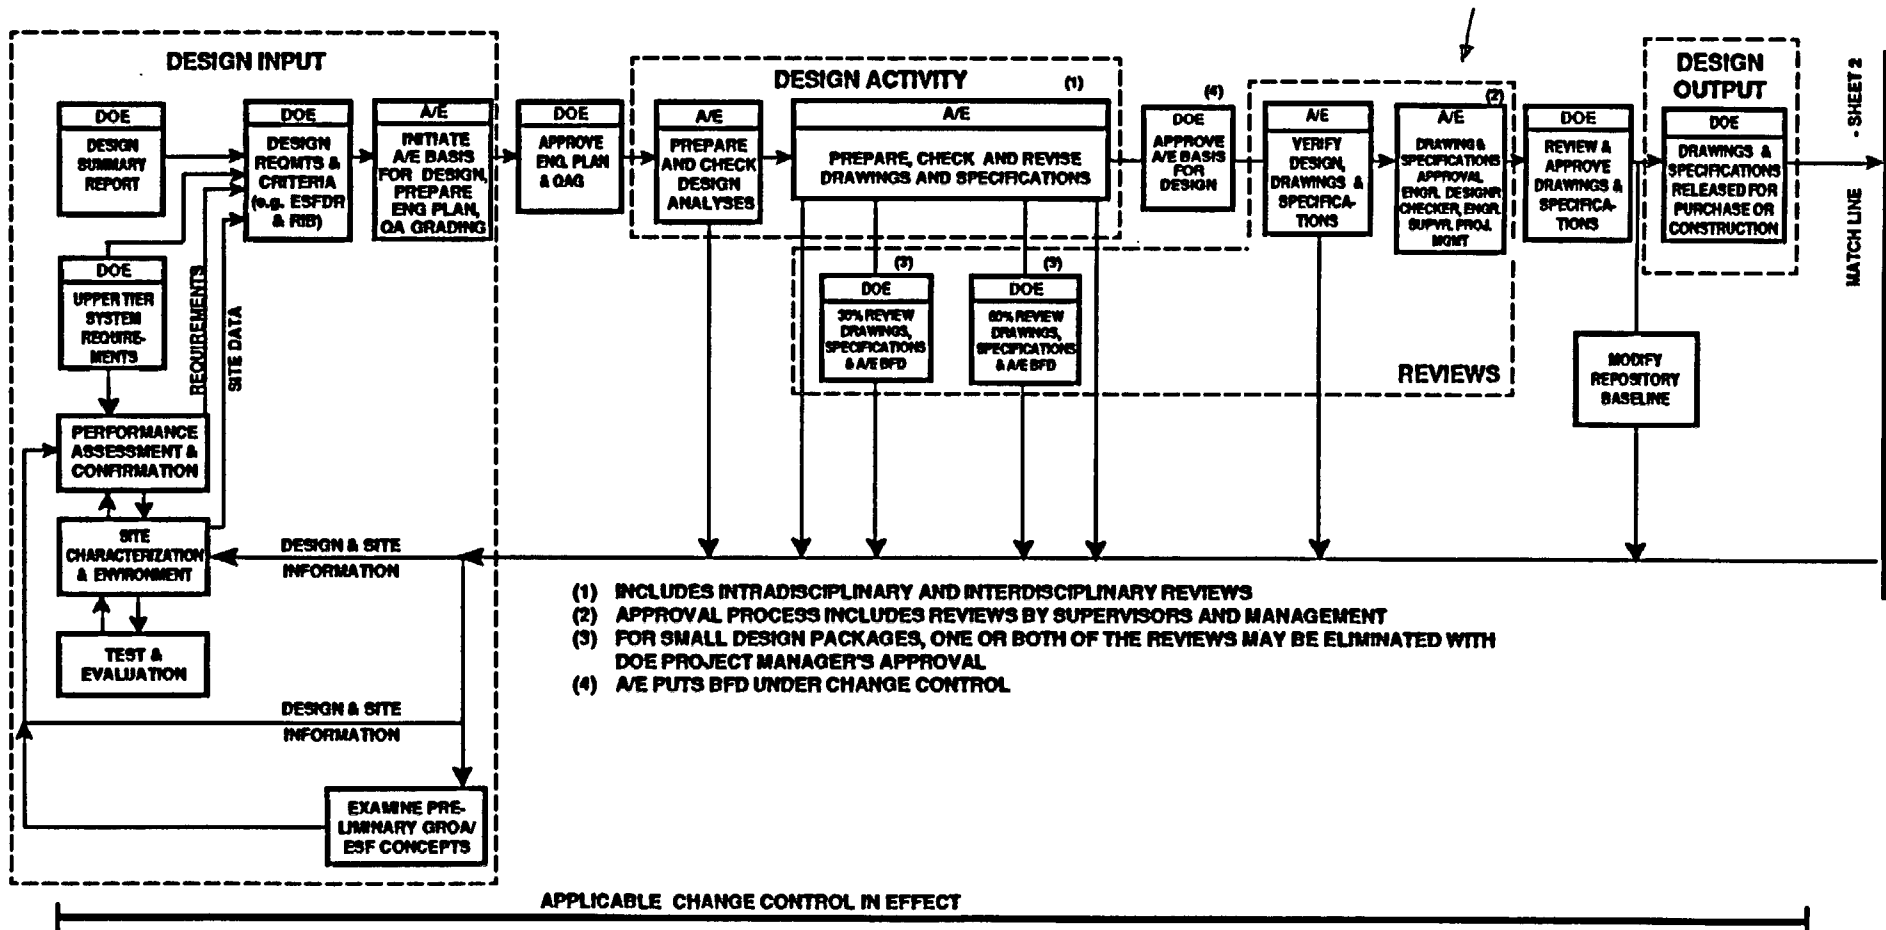 DESIGN INPUT
DOE
DESIGN
SUMMARY
REPORT
DOE
DESIGN
REQMTS &
CRITERIA
(e.g. ESFDR
& RIB)
A/E
INITIATE
A/E BASIS
FOR DESIGN,
PREPARE
ENG PLAN,
QA GRADING
DOE
UPPER TIER
SYSTEM
REQUIRE-
MENTS
REQUIREMENTS
SITE DATA
PERFORMANCE
ASSESSMENT &
CONFIRMATION
SITE
CHARACTERIZATION
& ENVIRONMENT
TEST &
EVALUATION
DESIGN & SITE
INFORMATION
DESIGN & SITE
INFORMATION
EXAMINE PRE-
LIMINARY GROA/
ESF CONCEPTS
DOE
APPROVE
ENG. PLAN
& QAG
DESIGN ACTIVITY
(1)
A/E
PREPARE
AND CHECK
DESIGN
ANALYSES
A/E
PREPARE, CHECK AND REVISE
DRAWINGS AND SPECIFICATIONS
(4)
DOE
APPROVE
A/E BASIS
FOR
DESIGN
A/E
VERIFY
DESIGN,
DRAWINGS &
SPECIFICA-
TIONS
(2)
A/E
DRAWING &
SPECIFICATIONS
APPROVAL
ENGR. DESIGNR
CHECKER, ENGR.
SUPVR. PROJ.
MGMT
(3)
DOE
30% REVIEW
DRAWINGS,
SPECIFICATIONS
& A/E BFD
(3)
DOE
60% REVIEW
DRAWINGS,
SPECIFICATIONS
& A/E BFD
REVIEWS
DOE
REVIEW &
APPROVE
DRAWINGS &
SPECIFICA-
TIONS
MODIFY
REPOSITORY
BASELINE
DESIGN
OUTPUT
DOE
DRAWINGS &
SPECIFICATIONS
RELEASED FOR
PURCHASE OR
CONSTRUCTION
MATCH LINE - SHEET 2
(1) INCLUDES INTRADISCIPLINARY AND INTERDISCIPLINARY REVIEWS
(2) APPROVAL PROCESS INCLUDES REVIEWS BY SUPERVISORS AND MANAGEMENT
(3) FOR SMALL DESIGN PACKAGES, ONE OR BOTH OF THE REVIEWS MAY BE ELIMINATED WITH
DOE PROJECT MANAGER'S APPROVAL
(4) A/E PUTS BFD UNDER CHANGE CONTROL
APPLICABLE CHANGE CONTROL IN EFFECT